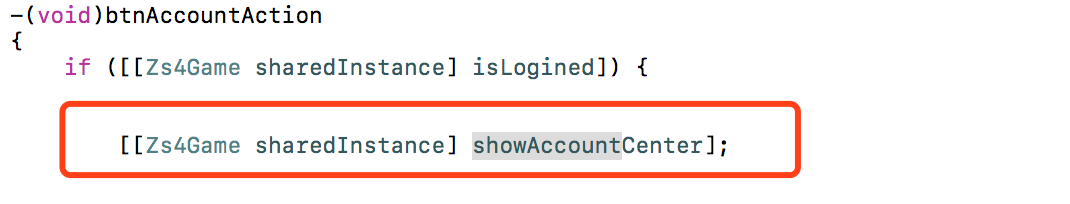 -(void)btnAccountAction
{
if ([[Zs4Game sharedInstance] isLogined]) {
[[Zs4Game sharedInstance] showAccountCenter];